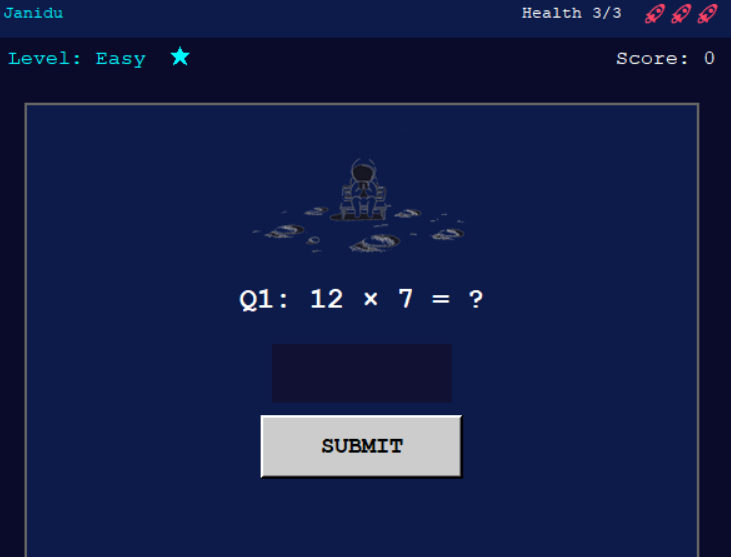 Janidu Health 3/3
Level: Easy Score: 0
Q1: 12 × 7 = ?
SUBMIT